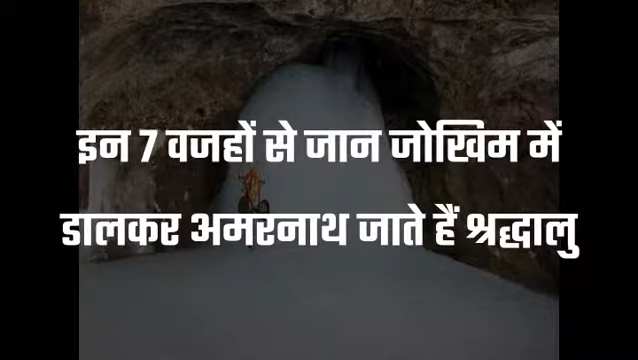 इन 7 वजहों से जान जोखिम में
डालकर अमरनाथ जाते हैं श्रद्धालु